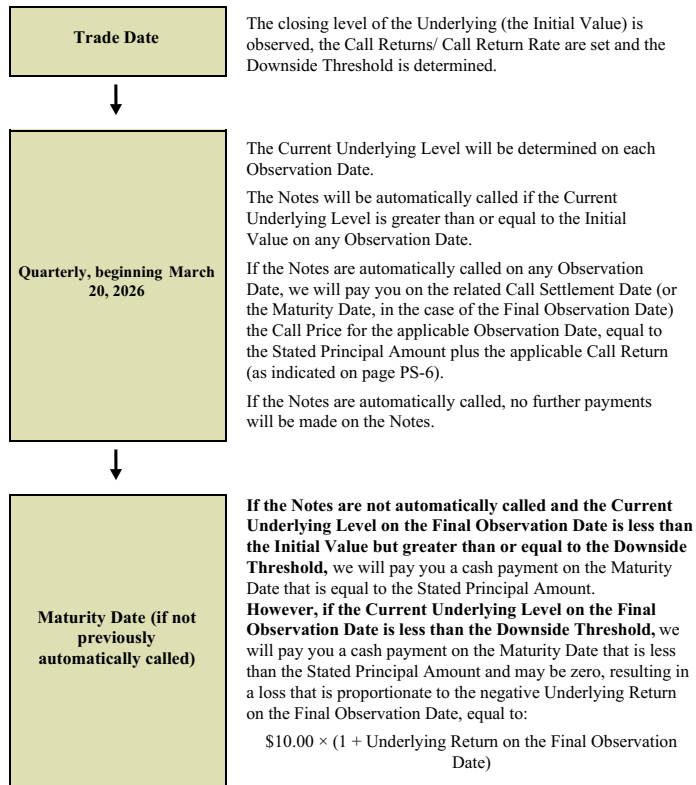 Trade Date
The closing level of the Underlying (the Initial Value) is
observed, the Call Returns/ Call Return Rate are set and the
Downside Threshold is determined.
Quarterly, beginning March
20, 2026
The Current Underlying Level will be determined on each
Observation Date.
The Notes will be automatically called if the Current
Underlying Level is greater than or equal to the Initial
Value on any Observation Date.
If the Notes are automatically called on any Observation
Date, we will pay you on the related Call Settlement Date (or
the Maturity Date, in the case of the Final Observation Date)
the Call Price for the applicable Observation Date, equal to
the Stated Principal Amount plus the applicable Call Return
(as indicated on page PS-6).
If the Notes are automatically called, no further payments
will be made on the Notes.
Maturity Date (if not
previously
automatically called)
If the Notes are not automatically called and the Current
Underlying Level on the Final Observation Date is less than
the Initial Value but greater than or equal to the Downside
Threshold, we will pay you a cash payment on the Maturity
Date that is equal to the Stated Principal Amount.
However, if the Current Underlying Level on the Final
Observation Date is less than the Downside Threshold, we
will pay you a cash payment on the Maturity Date that is less
than the Stated Principal Amount and may be zero, resulting in
a loss that is proportionate to the negative Underlying Return
on the Final Observation Date, equal to:
$10.00 × (1 + Underlying Return on the Final Observation
Date)